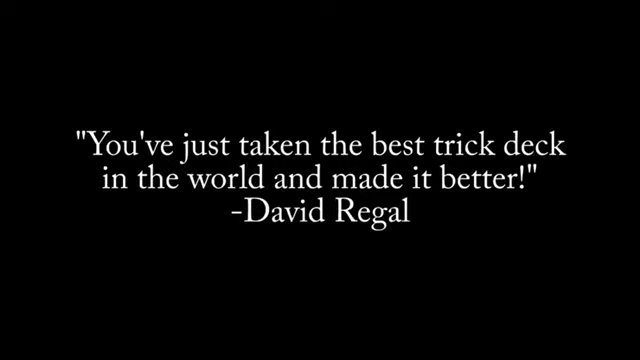 "You've just taken the best trick deck
in the world and made it better!"
-David Regal